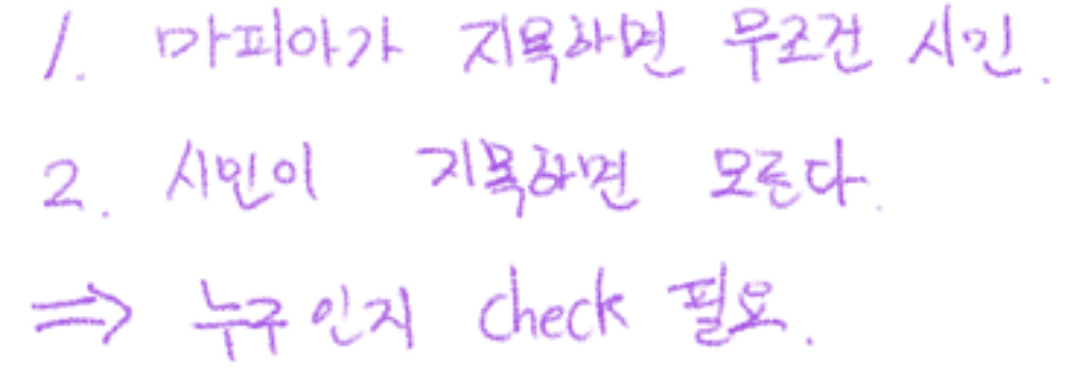 1. 마피아가 지목하면 무조건 시민.
2. 시민이 지목하면 모른다.
⇒ 누구인지 check 필요.